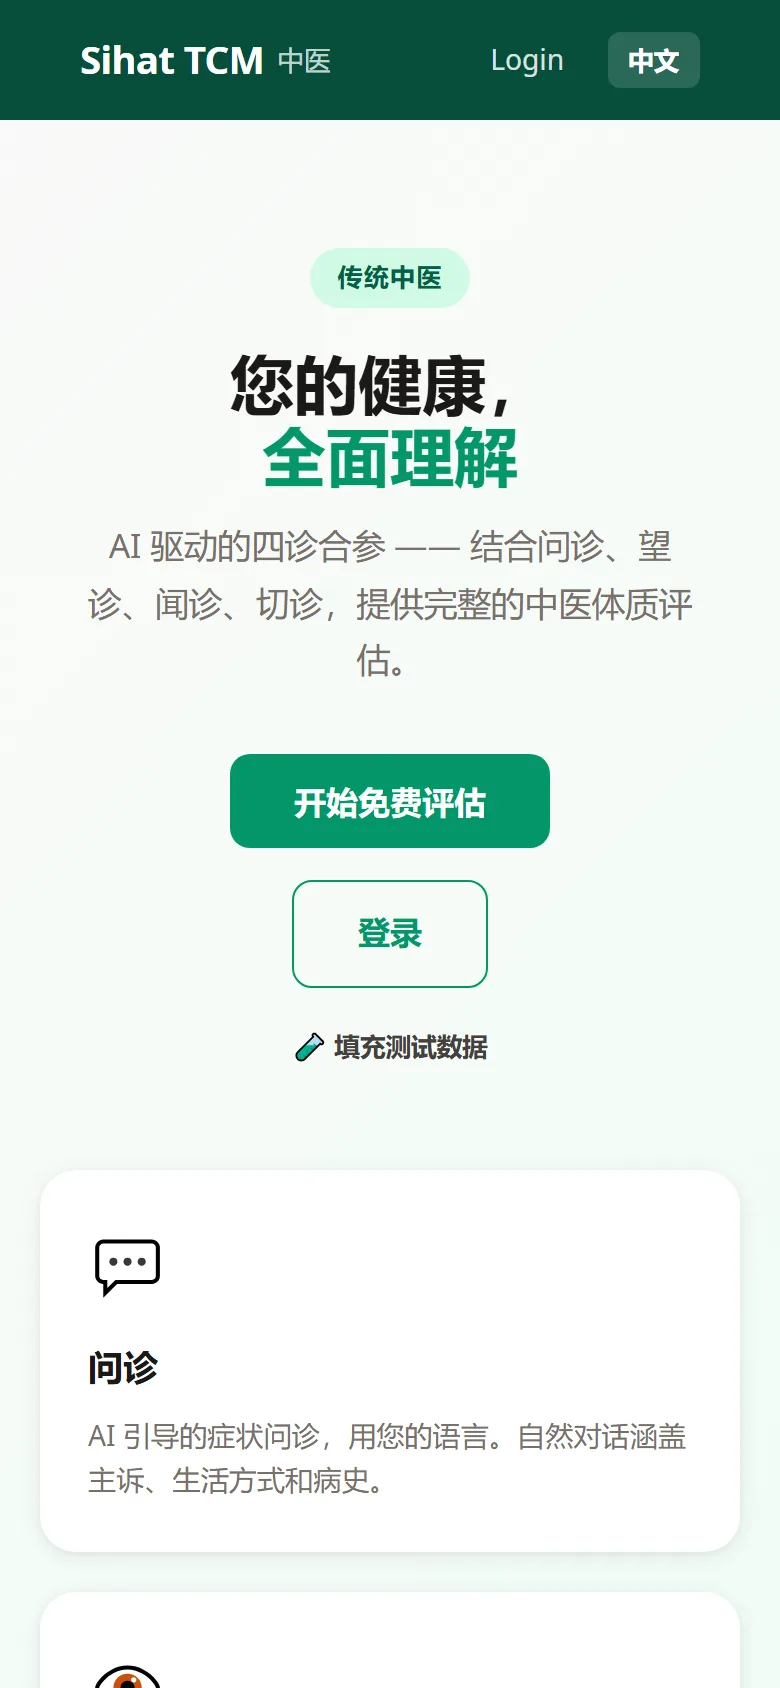 Sihat TCM 中医 Login 中文
传统中医
您的健康，
全面理解
AI 驱动的四诊合参 —— 结合问诊、望
诊、闻诊、切诊，提供完整的中医体质评
估。
开始免费评估
登录
填充测试数据
问诊
AI 引导的症状问诊，用您的语言。自然对话涵盖
主诉、生活方式和病史。